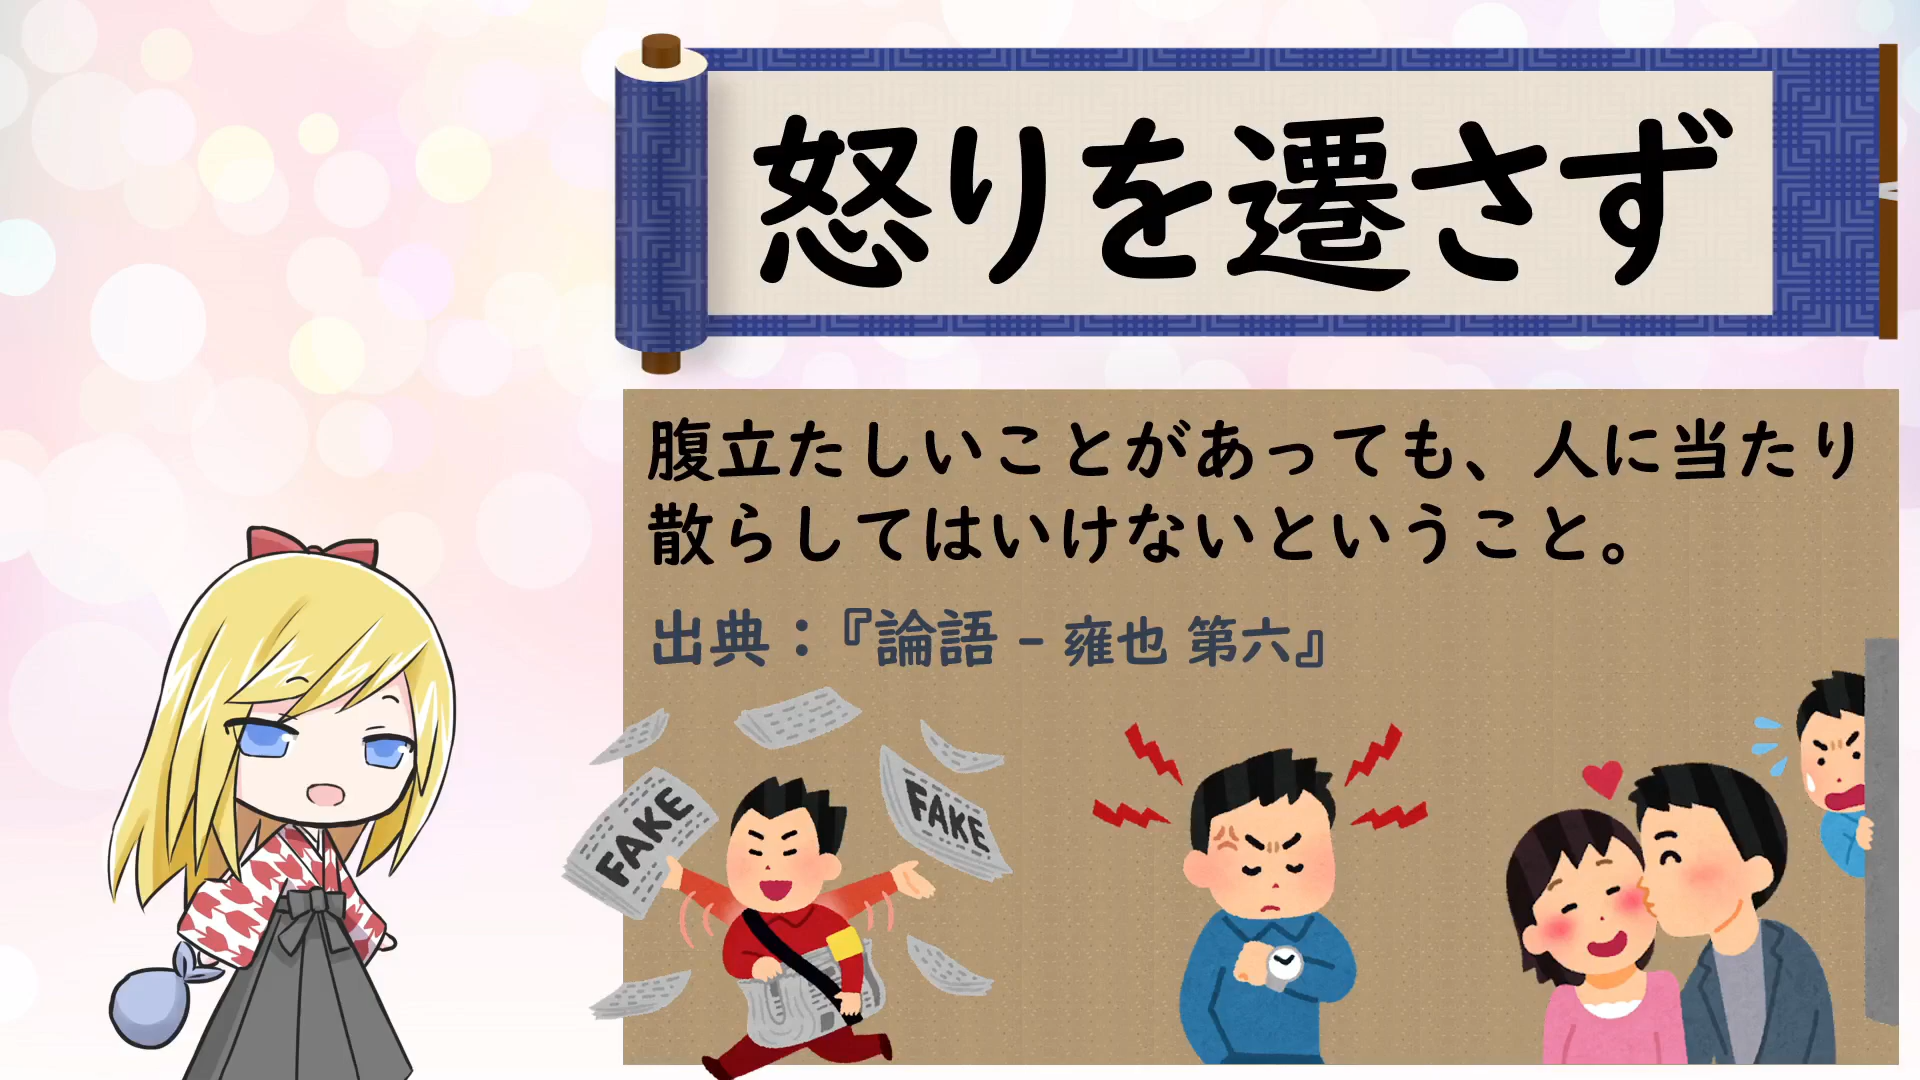 怒りを遷さず
腹立たしいことがあっても、人に当たり
散らしてはいけないということ。
出典：『論語 – 雍也 第六』
FAKE
FAKE